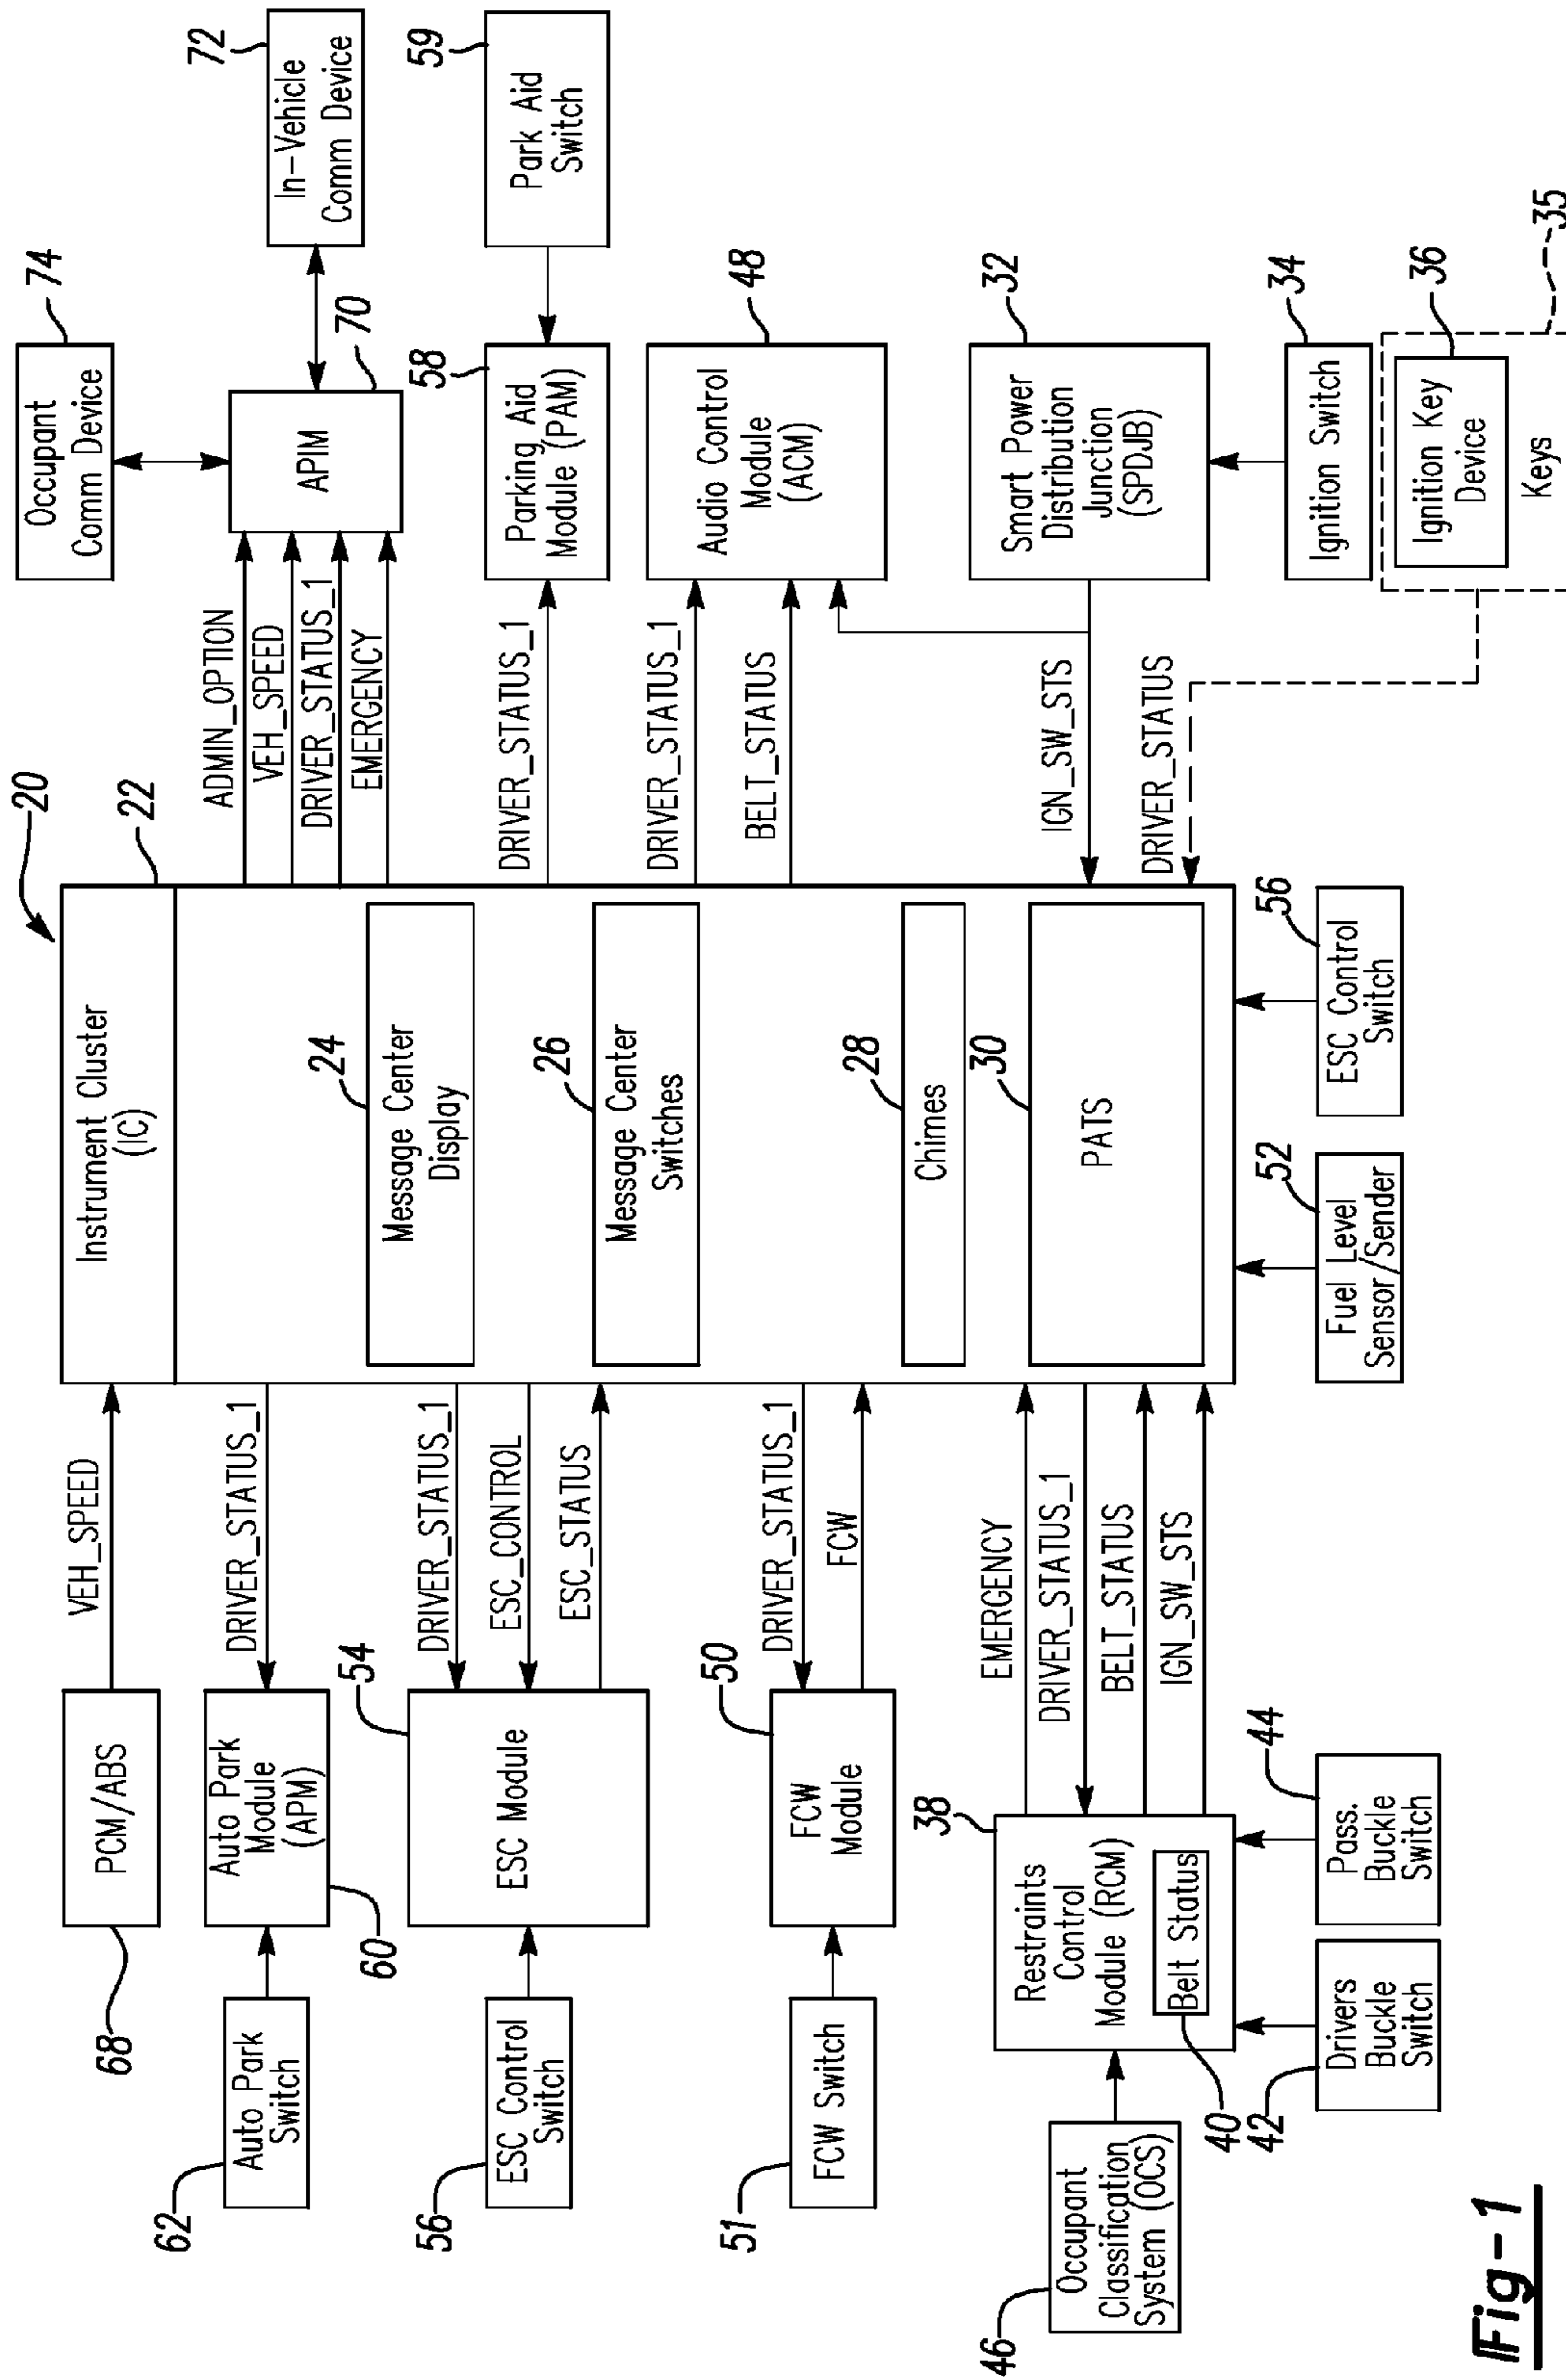 20
Instrument Cluster
(IC)
22
Message Center
Display
24
Message Center
Switches
26
Chimes
28
PATS
30
68
PCM/ABS
VEH_SPEED
62
Auto Park
Switch
Auto Park
Module
(APM)
60
DRIVER_STATUS_1
56
ESC Control
Switch
ESC Module
54
DRIVER_STATUS_1
ESC_CONTROL
ESC_STATUS
51
FCW Switch
FCW
Module
50
DRIVER_STATUS_1
FCW
46
Occupant
Classification
System (OCS)
Restraints
Control
Module (RCM)
38
Belt Status
40
EMERGENCY
DRIVER_STATUS_1
BELT_STATUS
IGN_SW_STS
42
Drivers
Buckle
Switch
Pass.
Buckle
Switch
44
Fuel Level
Sensor/Sender
52
ESC Control
Switch
56
ADMIN_OPTION
VEH_SPEED
DRIVER_STATUS_1
EMERGENCY
APIM
70
Occupant
Comm Device
74
In-Vehicle
Comm Device
72
DRIVER_STATUS_1
Parking Aid
Module (PAM)
58
Park Aid
Switch
59
DRIVER_STATUS_1
BELT_STATUS
Audio Control
Module
(ACM)
48
IGN_SW_STS
Smart Power
Distribution
Junction
(SPDJB)
32
Ignition Switch
34
DRIVER_STATUS
Ignition Key
Device
36
Keys
35
Fig-1